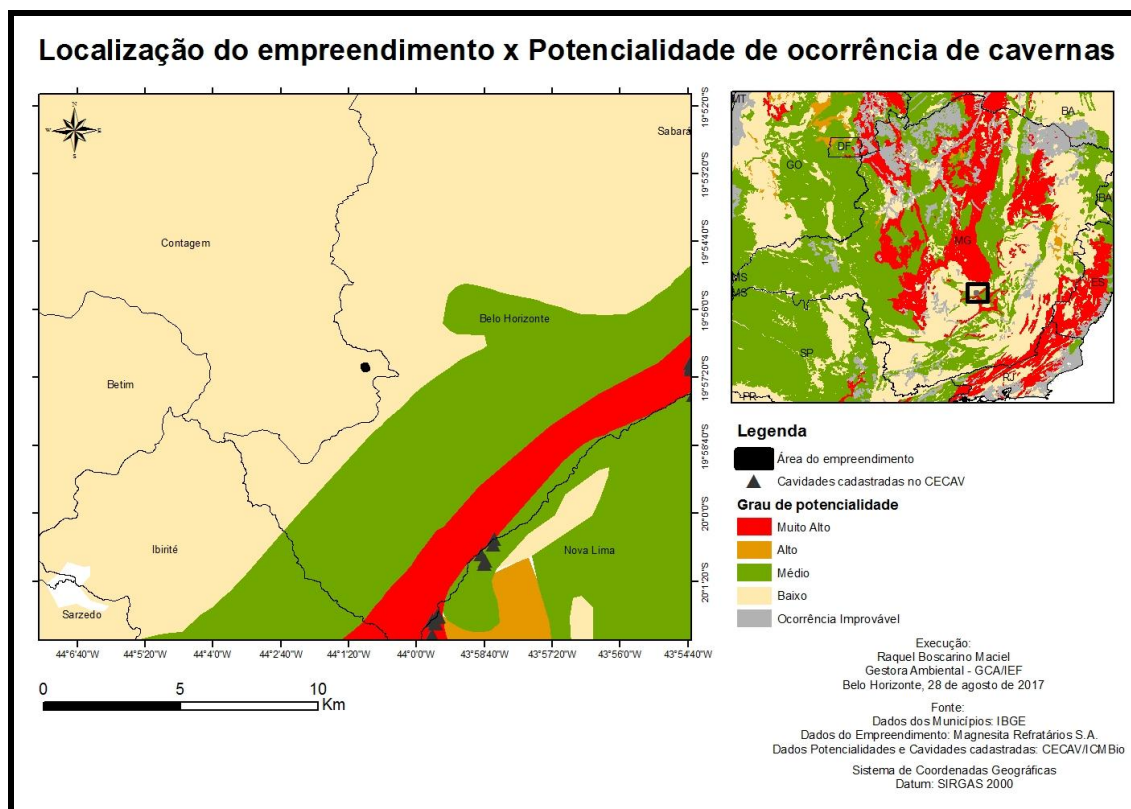 Localização do empreendimento x Potencialidade de ocorrência de cavernas
N
W
E
S
Sabará
Contagem
Belo Horizonte
Betim
Ibirité
Nova Lima
Sarzedo
19°52'0"S
19°53'20"S
19°54'40"S
19°56'0"S
19°57'20"S
19°58'40"S
20°0'0"S
20°1'20"S
44°6'40"W 44°5'20"W 44°4'0"W 44°2'40"W 44°1'20"W 44°0'0"W 43°58'40"W 43°57'20"W 43°56'0"W 43°54'40"W
0 5 10
Km
MT
BA
DF
GO
BA
MG
MS
MS
ES
SP
RJ
PR
Legenda
Área do empreendimento
Cavidades cadastradas no CECAV
Grau de potencialidade
Muito Alto
Alto
Médio
Baixo
Ocorrência Improvável
Execução:
Raquel Boscarino Maciel
Gestora Ambiental - GCA/IEF
Belo Horizonte, 28 de agosto de 2017
Fonte:
Dados dos Municípios: IBGE
Dados do Empreendimento: Magnesita Refratários S.A.
Dados Potencialidades e Cavidades cadastradas: CECAV/ICMBio
Sistema de Coordenadas Geográficas
Datum: SIRGAS 2000